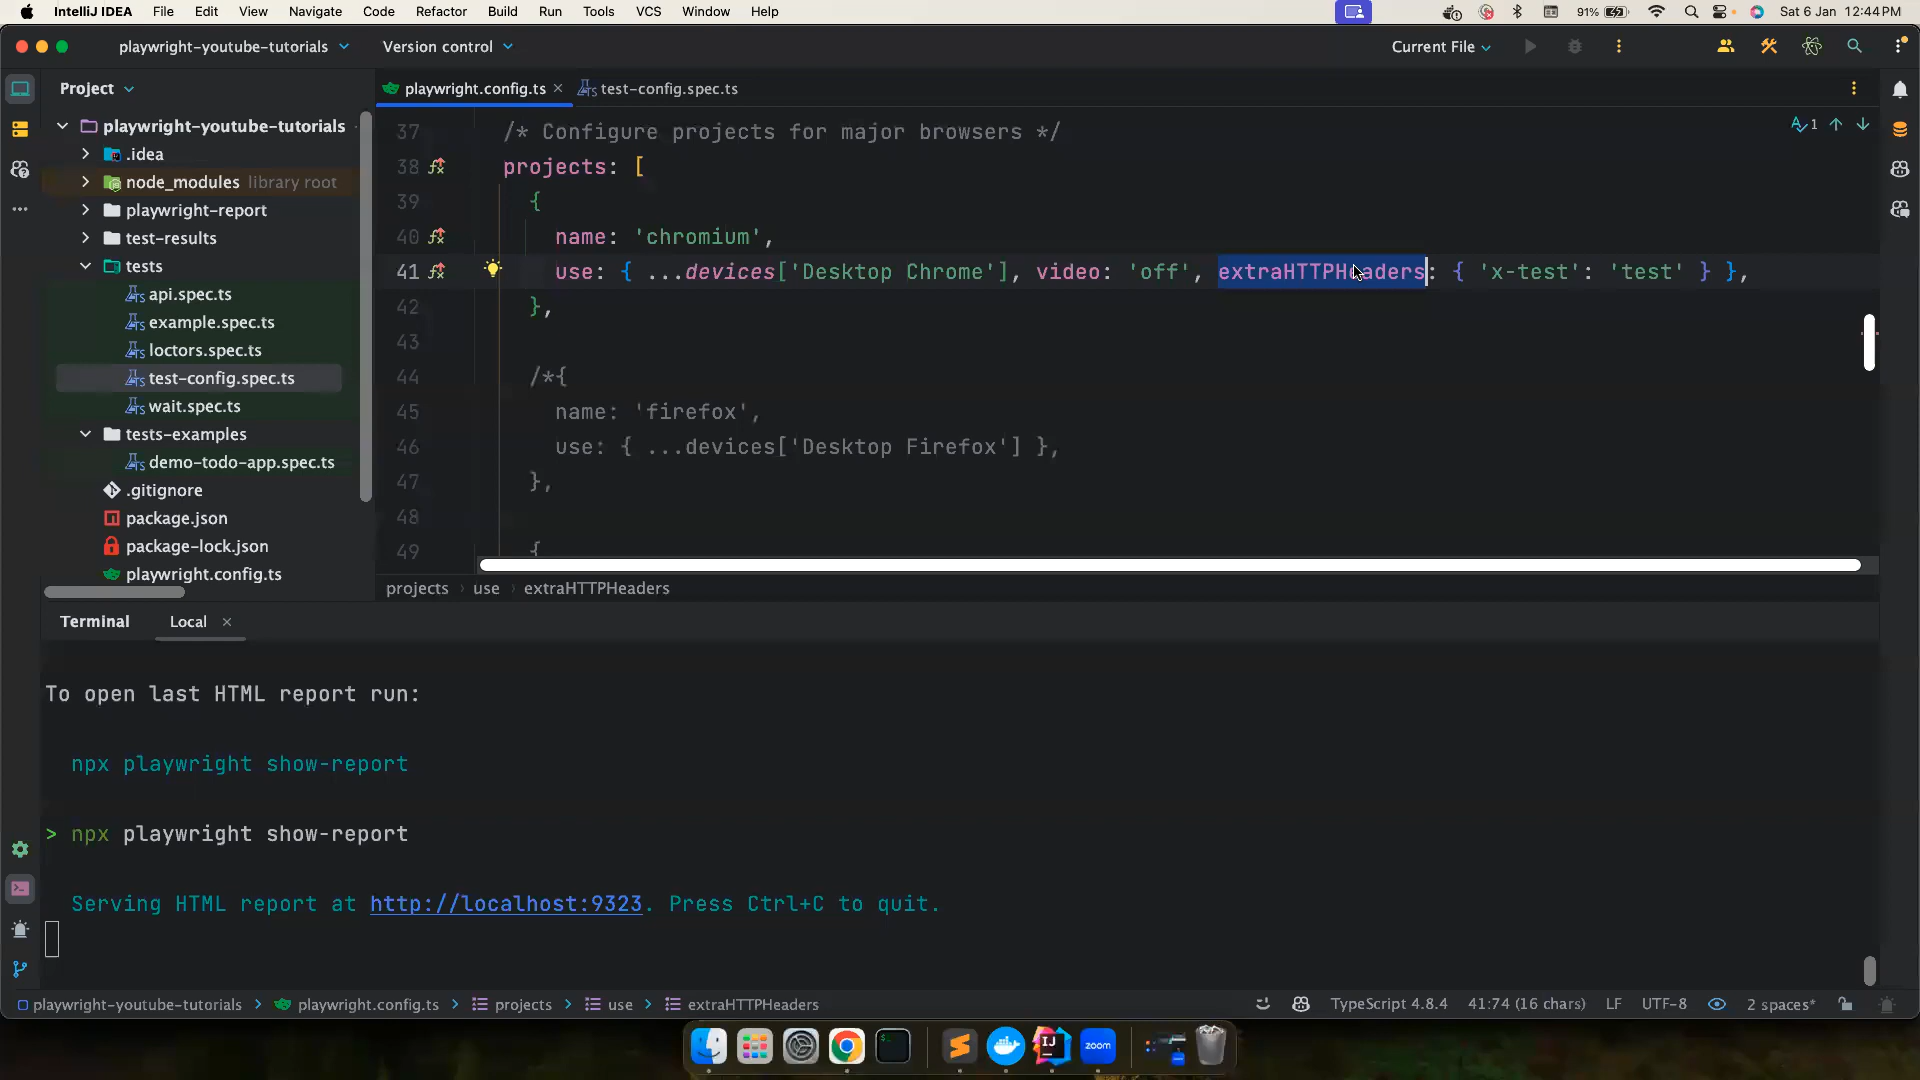 IntelliJ IDEA File Edit View Navigate Code Refactor Build Run Tools VCS Window Help 91% Sat 6 Jan 12:44 PM
playwright-youtube-tutorials Version control Current File
Project
playwright.config.ts
test-config.spec.ts
playwright-youtube-tutorials
.idea
node_modules library root
playwright-report
test-results
tests
api.spec.ts
example.spec.ts
loctors.spec.ts
test-config.spec.ts
wait.spec.ts
tests-examples
demo-todo-app.spec.ts
.gitignore
package.json
package-lock.json
playwright.config.ts
1
37 /* Configure projects for major browsers */
38 projects: [
39 {
40 name: 'chromium',
41 use: { ...devices['Desktop Chrome'], video: 'off', extraHTTPHeaders: { 'x-test': 'test' } },
42 },
43
44 /*{
45 name: 'firefox',
46 use: { ...devices['Desktop Firefox'] },
47 },
48
49 {
projects › use › extraHTTPHeaders
Terminal Local
To open last HTML report run:
npx playwright show-report
> npx playwright show-report
Serving HTML report at http://localhost:9323. Press Ctrl+C to quit.
playwright-youtube-tutorials > playwright.config.ts > projects > use > extraHTTPHeaders TypeScript 4.8.4 41:74 (16 chars) LF UTF-8 2 spaces*
zoom